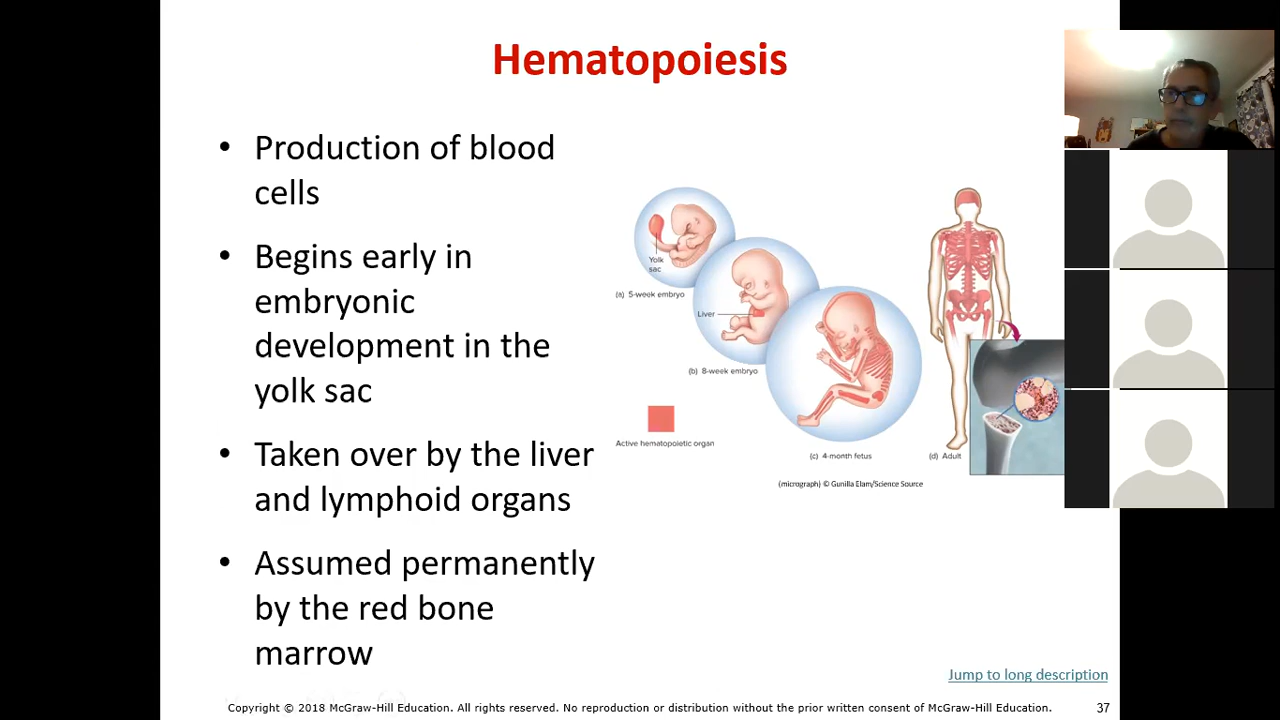 Hematopoiesis
• Production of blood
cells
• Begins early in
embryonic
development in the
yolk sac
• Taken over by the liver
and lymphoid organs
• Assumed permanently
by the red bone
marrow
Yolk
sac
(a) 5-week embryo
Liver
(b) 8-week embryo
Active hematopoietic organ
(c) 4-month fetus
(d) Adult
(micrograph) © Gunilla Elam/Science Source
Jump to long description
Copyright © 2018 McGraw-Hill Education. All rights reserved. No reproduction or distribution without the prior written consent of McGraw-Hill Education.
37